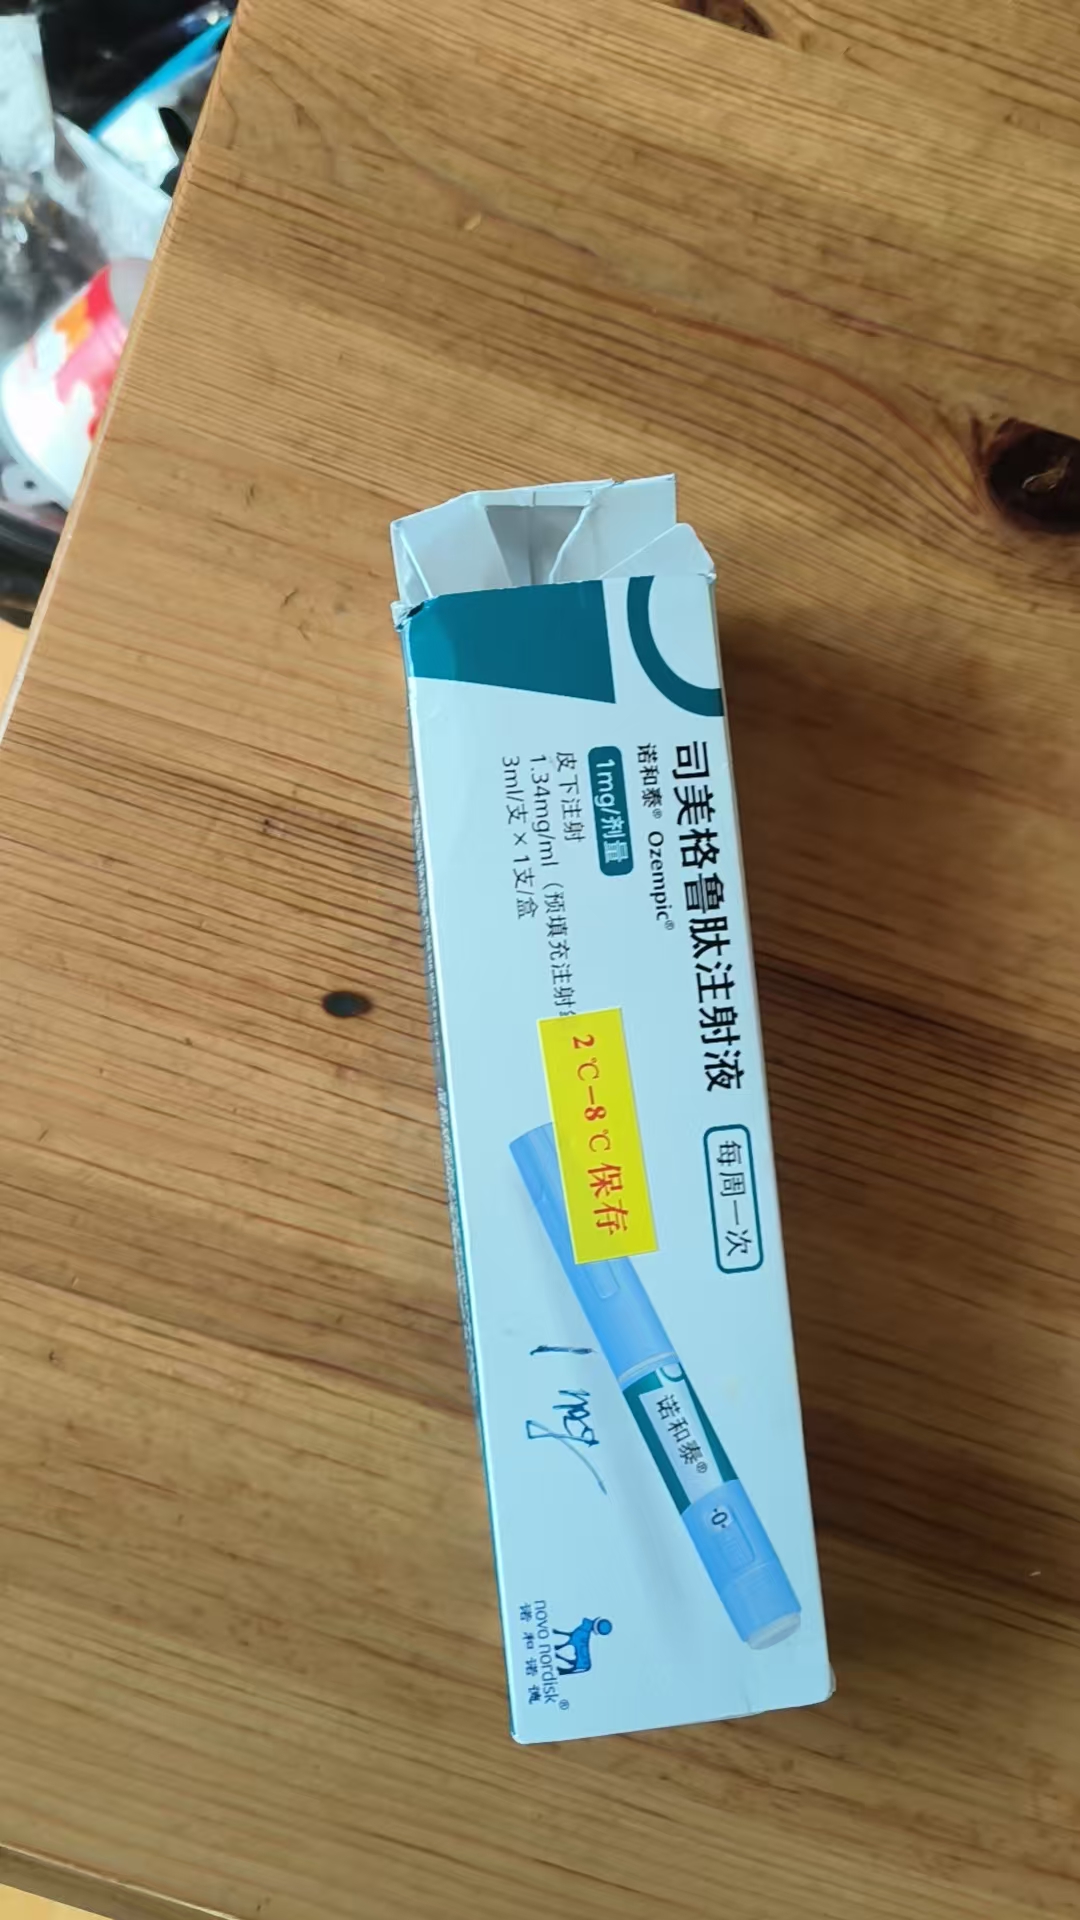 司美格鲁肽注射液
每周一次
诺和泰® Ozempic®
1mg/剂量
皮下注射
1.34mg/ml（预填充注射
3ml/支×1支/盒
2℃-8℃保存
1mg
诺和泰®
0
novo nordisk®
诺和诺德